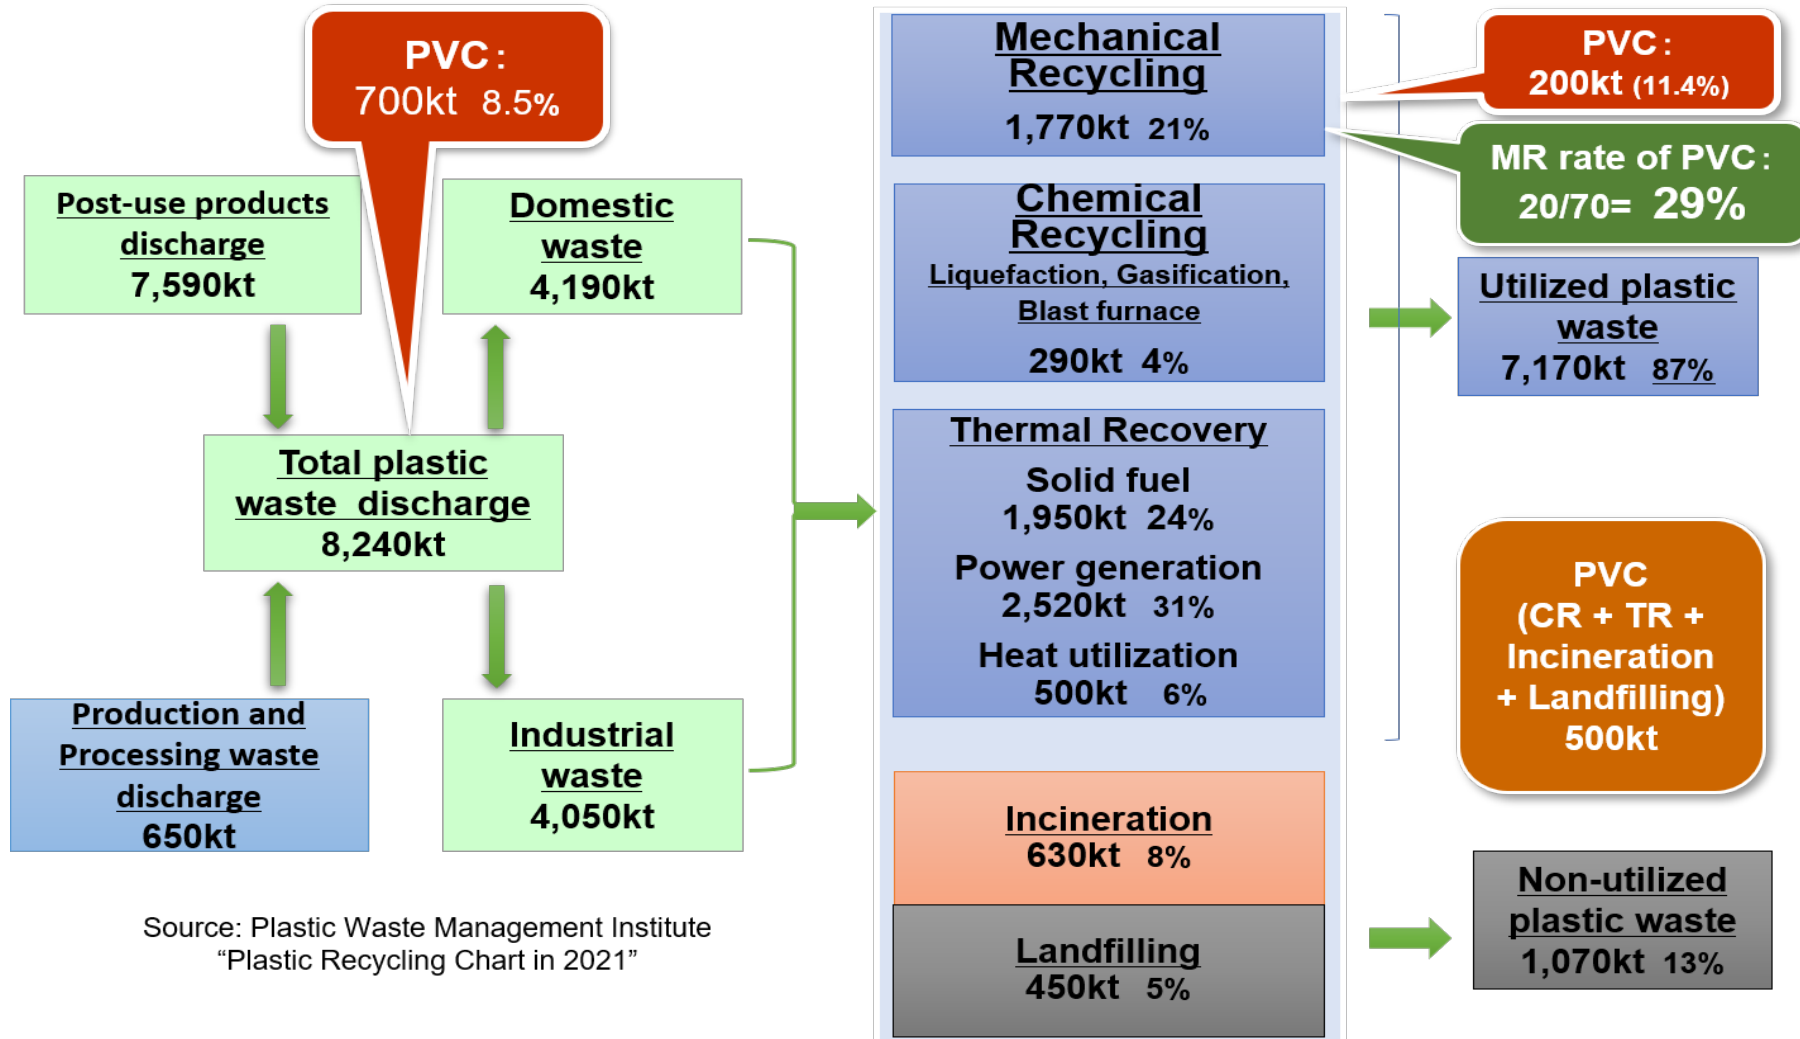 PVC:
700kt 8.5%
Post-use products
discharge
7,590kt
Domestic
waste
4,190kt
Total plastic
waste discharge
8,240kt
Production and
Processing waste
discharge
650kt
Industrial
waste
4,050kt
Source: Plastic Waste Management Institute
“Plastic Recycling Chart in 2021”
Mechanical
Recycling
1,770kt 21%
Chemical
Recycling
Liquefaction, Gasification,
Blast furnace
290kt 4%
Thermal Recovery
Solid fuel
1,950kt 24%
Power generation
2,520kt 31%
Heat utilization
500kt 6%
Incineration
630kt 8%
Landfilling
450kt 5%
PVC:
200kt (11.4%)
MR rate of PVC:
20/70= 29%
Utilized plastic
waste
7,170kt 87%
PVC
(CR + TR +
Incineration
+ Landfilling)
500kt
Non-utilized
plastic waste
1,070kt 13%